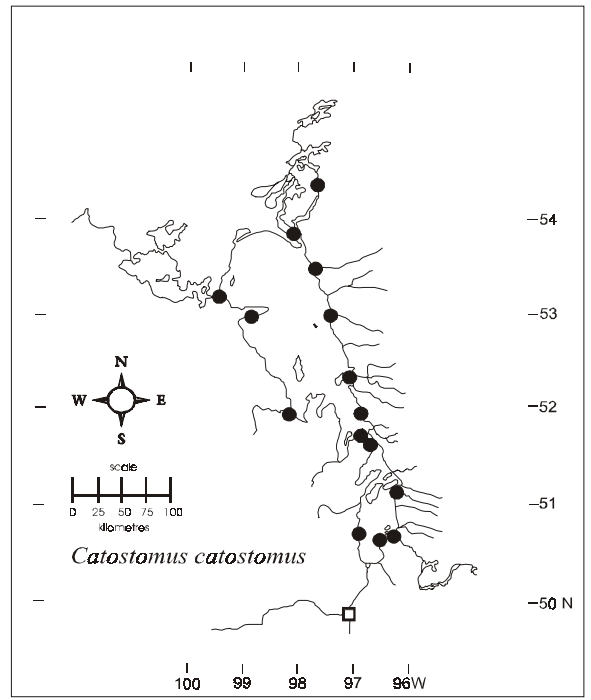 54
53
N
W E
S
52
scale
0 25 50 75 100
kilometres
51
Catostomus catostomus
50 N
100 99 98 97 96W